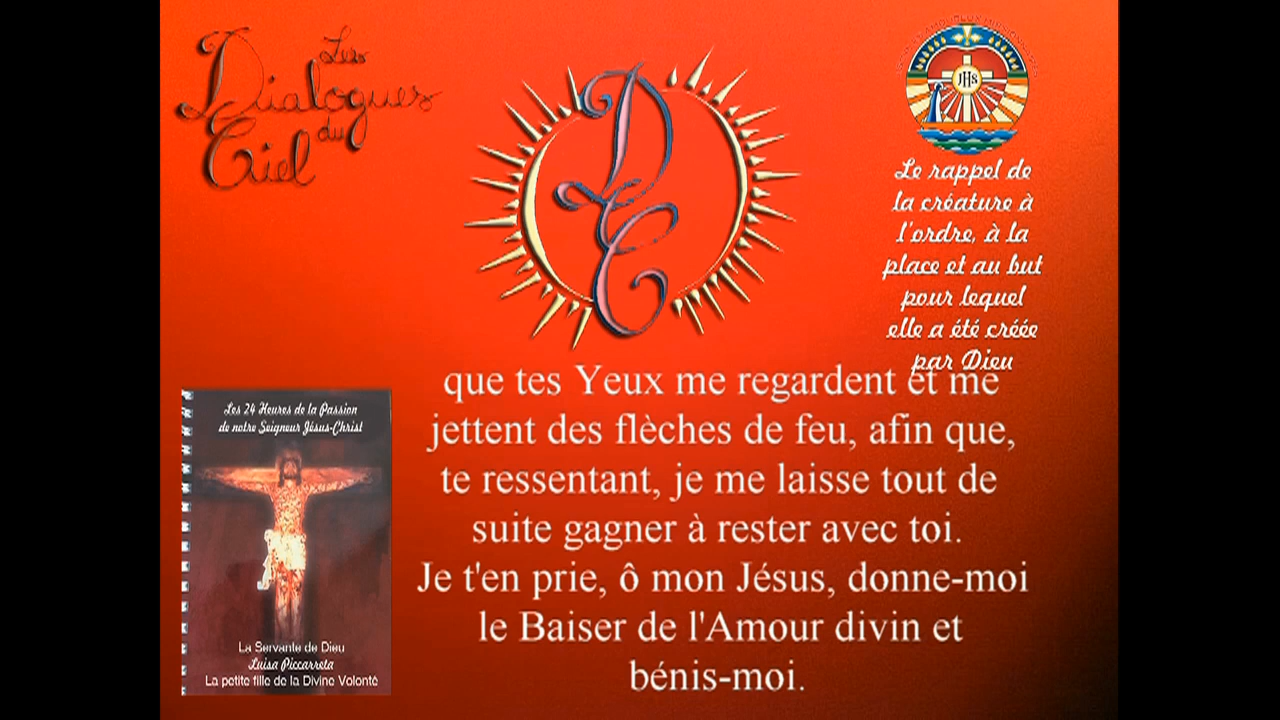 Les
Dialogues
du
Ciel
DC
JHS
Le rappel de
la créature à
l'ordre, à la
place et au but
pour lequel
elle a été créée
par Dieu
que tes Yeux me regardent et me
jettent des flèches de feu, afin que,
te ressentant, je me laisse tout de
suite gagner à rester avec toi.
Je t'en prie, ô mon Jésus, donne-moi
le Baiser de l'Amour divin et
bénis-moi.
Les 24 Heures de la Passion
de notre Seigneur Jésus-Christ
La Servante de Dieu
Luisa Piccarreta
La petite fille de la Divine Volonté